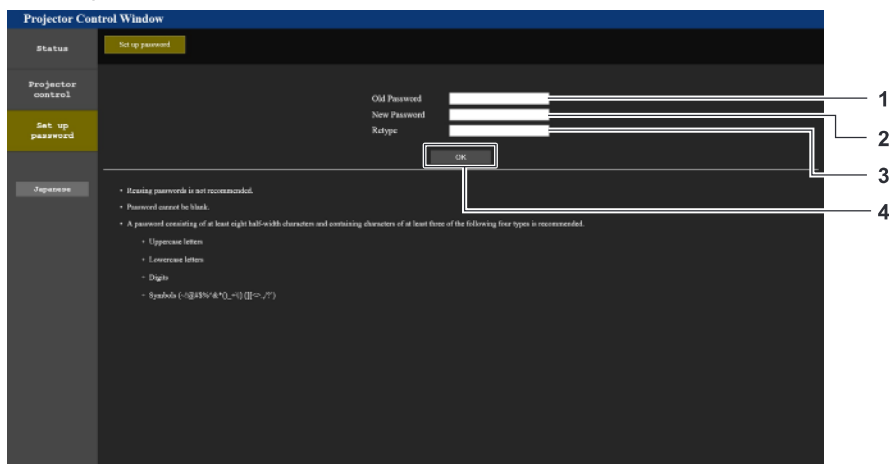 Projector Control Window
Status
Set up password
Projector
control
Set up
password
Japanese
Old Password
New Password
Retype
OK
1
2
3
4
• Reusing passwords is not recommended.
• Password cannot be blank.
• A password consisting of at least eight half-width characters and containing characters of at least three of the following four types is recommended.
• Uppercase letters
• Lowercase letters
- Digits
- Symbols